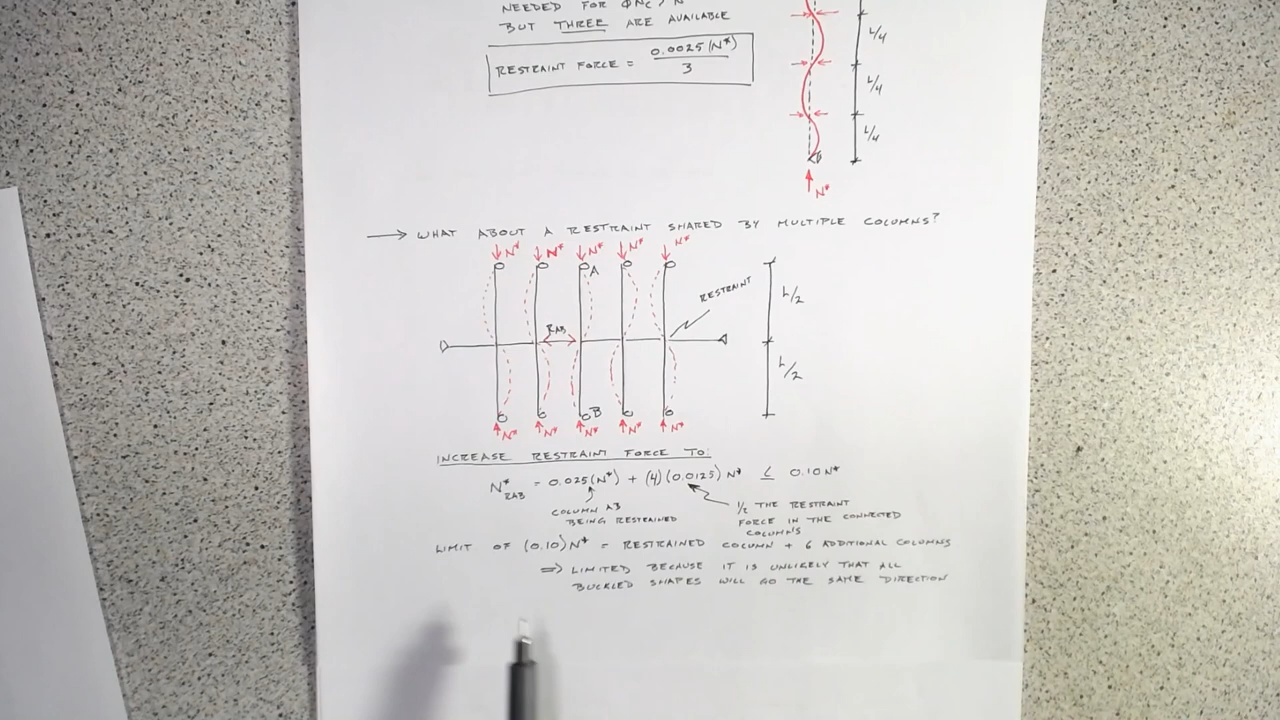 NEEDED FOR ΦNc > N*
BUT THREE ARE AVAILABLE
RESTRAINT FORCE = 0.0025(N*)
3
L/4
L/4
L/4
N*
→ WHAT ABOUT A RESTRAINT SHARED BY MULTIPLE COLUMNS?
N* N* N* N* N*
A
RESTRAINT
L/2
RAB
L/2
B
N* N* N* N* N*
INCREASE RESTRAINT FORCE TO:
N*RAB = 0.025(N*) + (4)(0.0125)N* ≤ 0.10N*
COLUMN AB
BEING RESTRAINED
1/2 THE RESTRAINT
FORCE IN THE CONNECTED
COLUMNS
LIMIT OF (0.10)N* = RESTRAINED COLUMN + 6 ADDITIONAL COLUMNS
⇒ LIMITED BECAUSE IT IS UNLIKELY THAT ALL
BUCKLED SHAPES WILL GO THE SAME DIRECTION